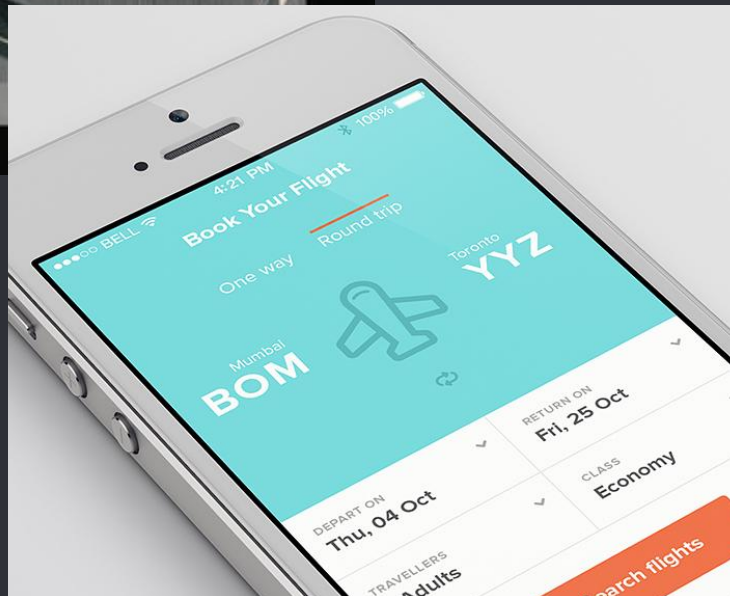 BELL 4:21 PM 100%
Book Your Flight
One way Round trip
Mumbai Toronto
BOM YYZ
DEPART ON RETURN ON
Thu, 04 Oct Fri, 25 Oct
TRAVELLERS CLASS
Adults Economy
flights